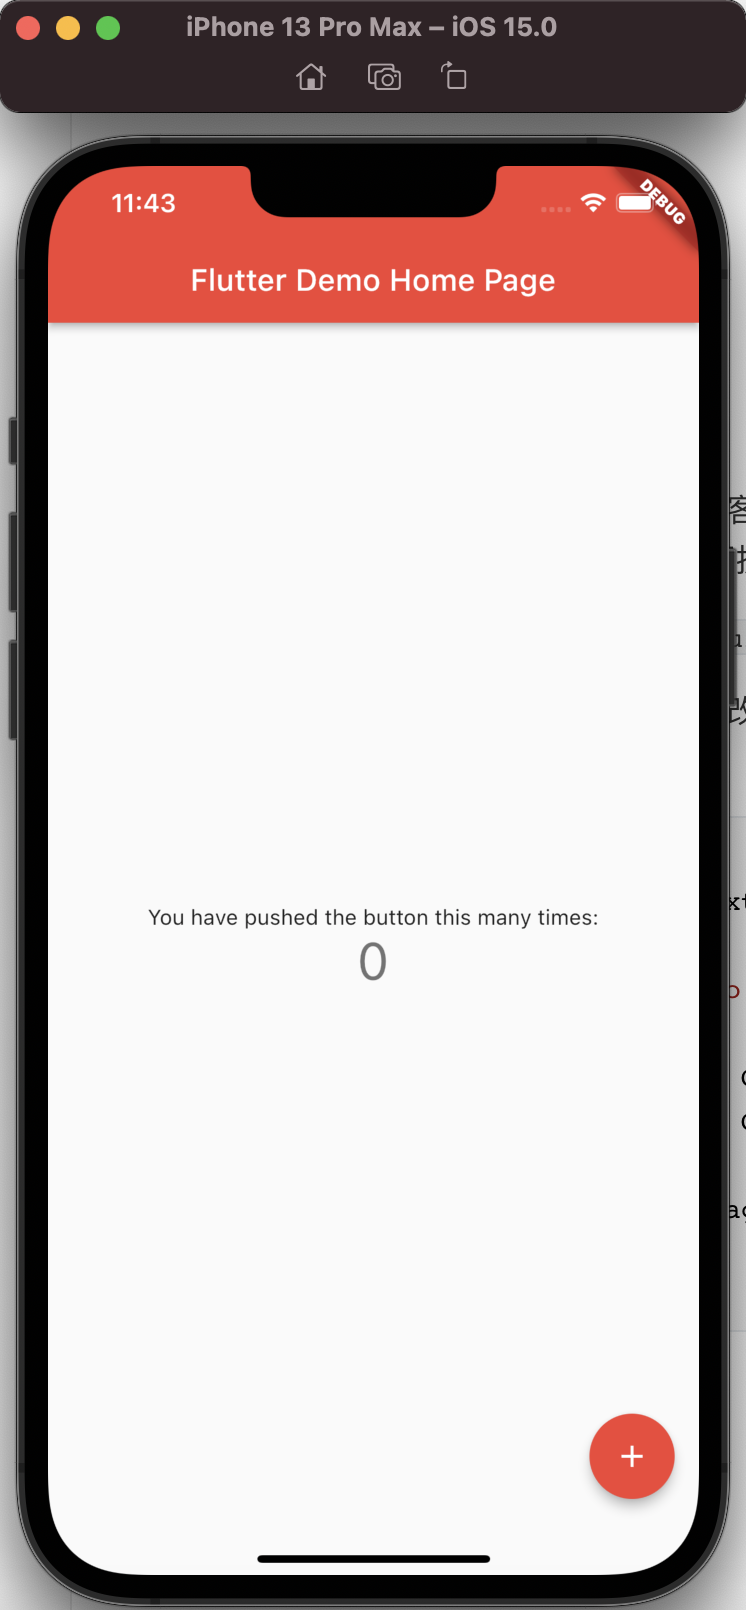 iPhone 13 Pro Max – iOS 15.0
11:43
DEBUG
Flutter Demo Home Page
You have pushed the button this many times:
0
+